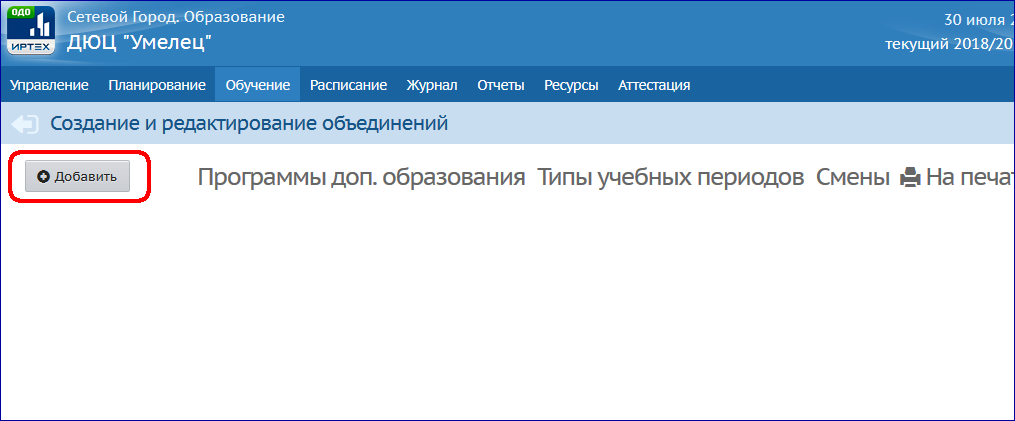 ОДО
ИРТЕХ
Сетевой Город. Образование
ДЮЦ "Умелец"
30 июля 2
текущий 2018/20
Управление Планирование Обучение Расписание Журнал Отчеты Ресурсы Аттестация
Создание и редактирование объединений
Добавить
Программы доп. образования Типы учебных периодов Смены На печат